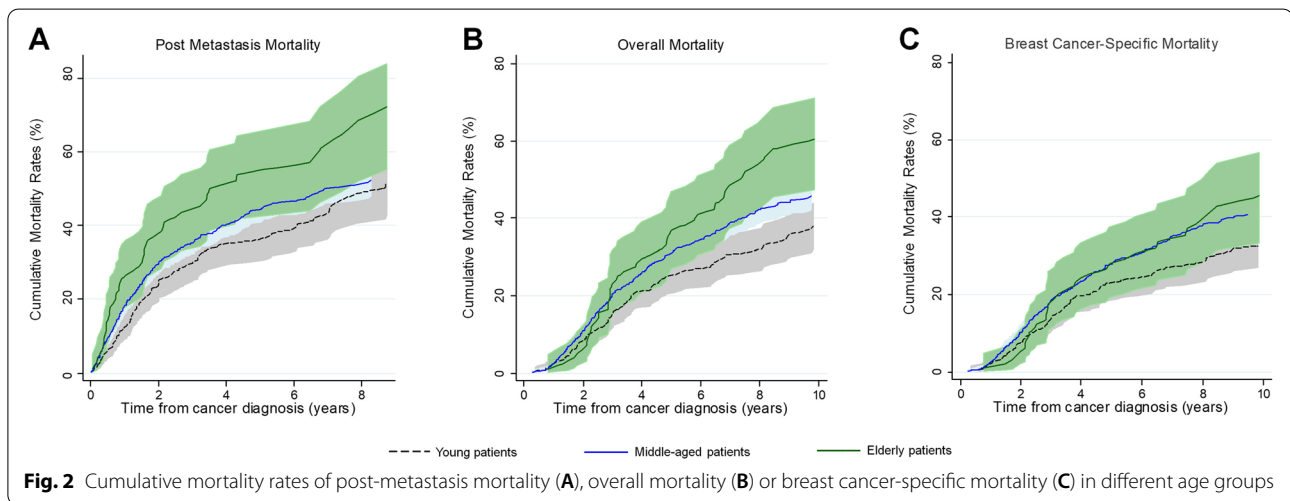 A
Post Metastasis Mortality
Cumulative Mortality Rates (%)
80
60
40
20
0
0 2 4 6 8
Time from cancer diagnosis (years)
B
Overall Mortality
Cumulative Mortality Rates (%)
80
60
40
20
0
0 2 4 6 8 10
Time from cancer diagnosis (years)
C
Breast Cancer-Specific Mortality
Cumulative Mortality Rates (%)
80
60
40
20
0
0 2 4 6 8 10
Time from cancer diagnosis (years)
Young patients Middle-aged patients Elderly patients
Fig. 2 Cumulative mortality rates of post-metastasis mortality (A), overall mortality (B) or breast cancer-specific mortality (C) in different age groups